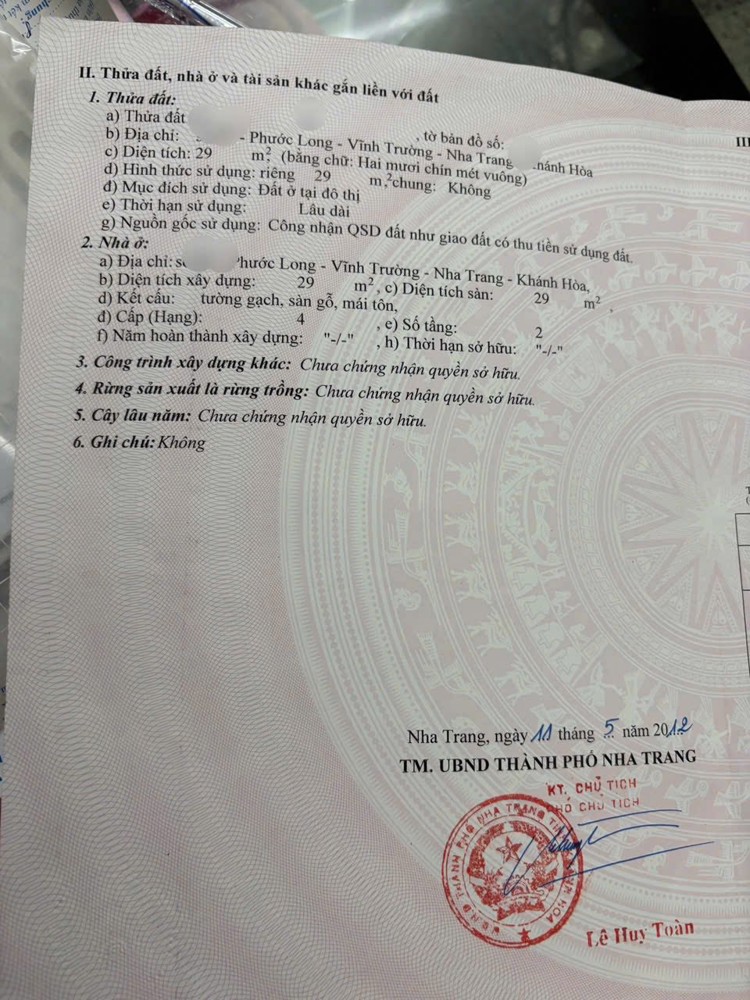 II. Thửa đất, nhà ở và tài sản khác gắn liền với đất
III
1. Thửa đất:
a) Thửa đất , tờ bản đồ số:
b) Địa chỉ: - Phước Long - Vĩnh Trường - Nha Trang hánh Hòa
c) Diện tích: 29 m², (bằng chữ: Hai mươi chín mét vuông)
d) Hình thức sử dụng: riêng 29 m², chung: Không
đ) Mục đích sử dụng: Đất ở tại đô thị
e) Thời hạn sử dụng: Lâu dài
g) Nguồn gốc sử dụng: Công nhận QSD đất như giao đất có thu tiền sử dụng đất.
2. Nhà ở:
a) Địa chỉ: s Phước Long - Vĩnh Trường - Nha Trang - Khánh Hòa,
b) Diện tích xây dựng: 29 m², c) Diện tích sàn: 29 m²,
d) Kết cấu: tường gạch, sàn gỗ, mái tôn,
đ) Cấp (Hạng): 4 , e) Số tầng: 2
f) Năm hoàn thành xây dựng: "-/-" , h) Thời hạn sở hữu: "-/-"
3. Công trình xây dựng khác: Chưa chứng nhận quyền sở hữu.
4. Rừng sản xuất là rừng trồng: Chưa chứng nhận quyền sở hữu.
5. Cây lâu năm: Chưa chứng nhận quyền sở hữu.
6. Ghi chú: Không
Nha Trang, ngày 11 tháng 5 năm 2012
TM. UBND THÀNH PHỐ NHA TRANG
KT. CHỦ TỊCH
PHÓ CHỦ TỊCH
U.B.N.D THÀNH PHỐ NHA TRANG HÒA
Lê Huy Toàn